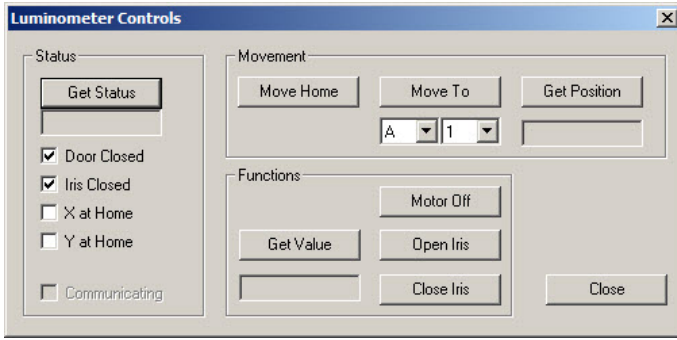 Luminometer Controls
Status
Get Status
Door Closed
Iris Closed
X at Home
Y at Home
Communicating
Movement
Move Home
Move To
Get Position
A
1
Functions
Motor Off
Get Value
Open Iris
Close Iris
Close